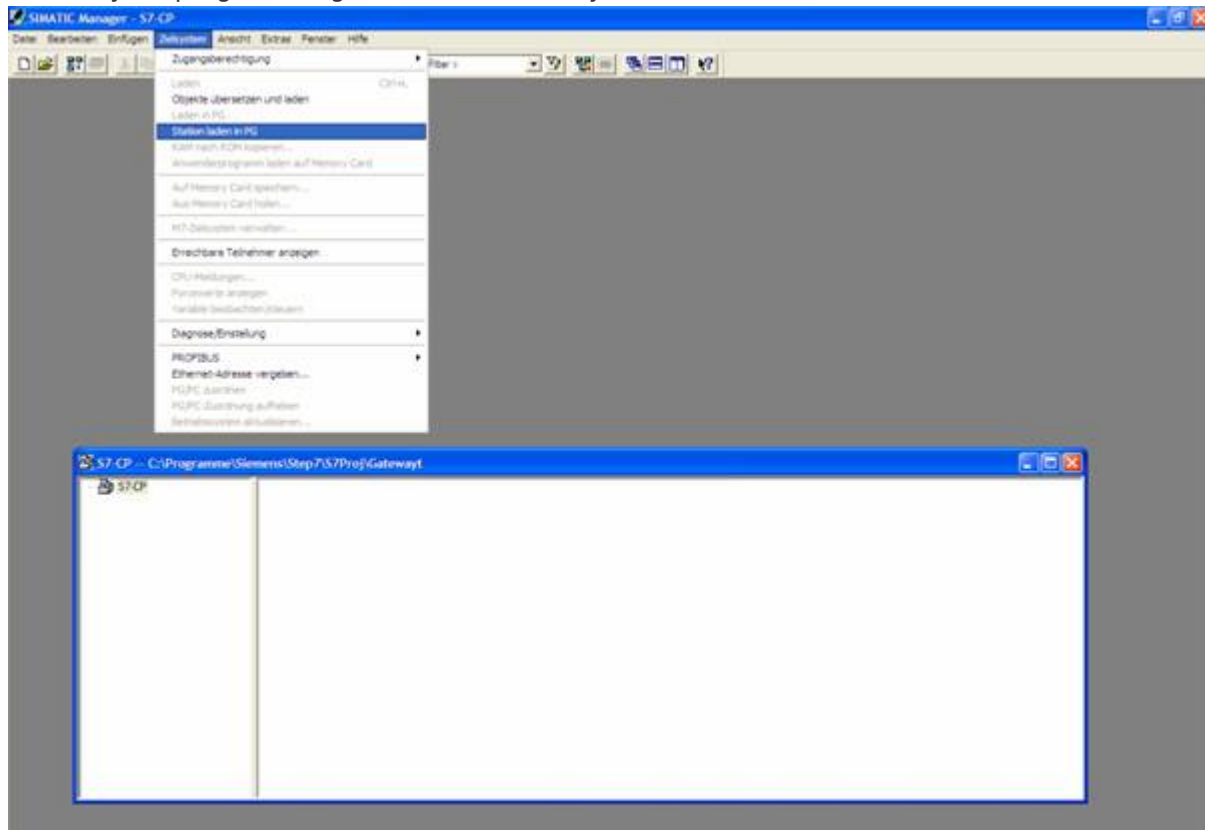 SIMATIC Manager - S7-CP
Datei Bearbeiten Einfügen Zielsystem Ansicht Extras Fenster Hilfe
Zugangsberechtigung
Laden Ctrl+L
Objekte übersetzen und laden
Laden in PG
Station laden in PG
RAM nach ROM kopieren...
Anwenderprogramm laden auf Memory Card
Auf Memory Card speichern...
Aus Memory Card holen...
M7-Zielsystem verwalten...
Erreichbare Teilnehmer anzeigen
CPU-Meldungen...
Forcewerte anzeigen
Variable beobachten/steuern
Diagnose/Einstellung
PROFIBUS
Ethernet-Adresse vergeben...
PG/PC zuordnen
PG/PC-Zuordnung aufheben
Betriebssystem aktualisieren...
S7-CP -- C:\Programme\Siemens\Step7\S7Proj\Gatewayt
S7-CP